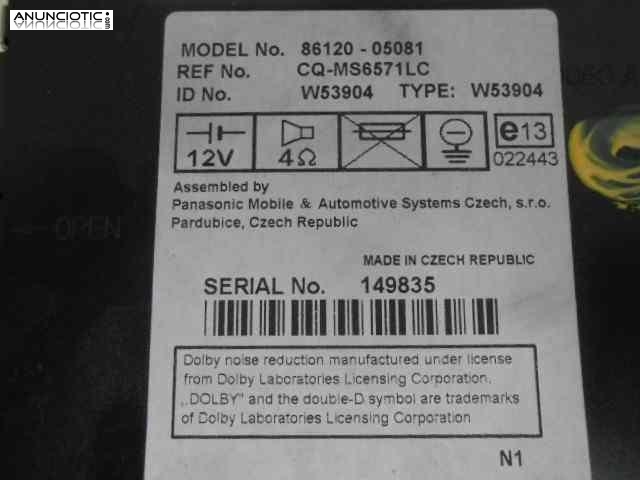 ANUNCIOTIC.es
MODEL No. 86120 - 05081
REF No. CQ-MS6571LC
ID No. W53904 TYPE: W53904
12V 4Ω e13
022443
Assembled by
Panasonic Mobile & Automotive Systems Czech, s.r.o.
Pardubice, Czech Republic
MADE IN CZECH REPUBLIC
SERIAL No. 149835
Dolby noise reduction manufactured under license
from Dolby Laboratories Licensing Corporation.
„DOLBY" and the double-D symbol are trademarks
of Dolby Laboratories Licensing Corporation
N1
OPEN